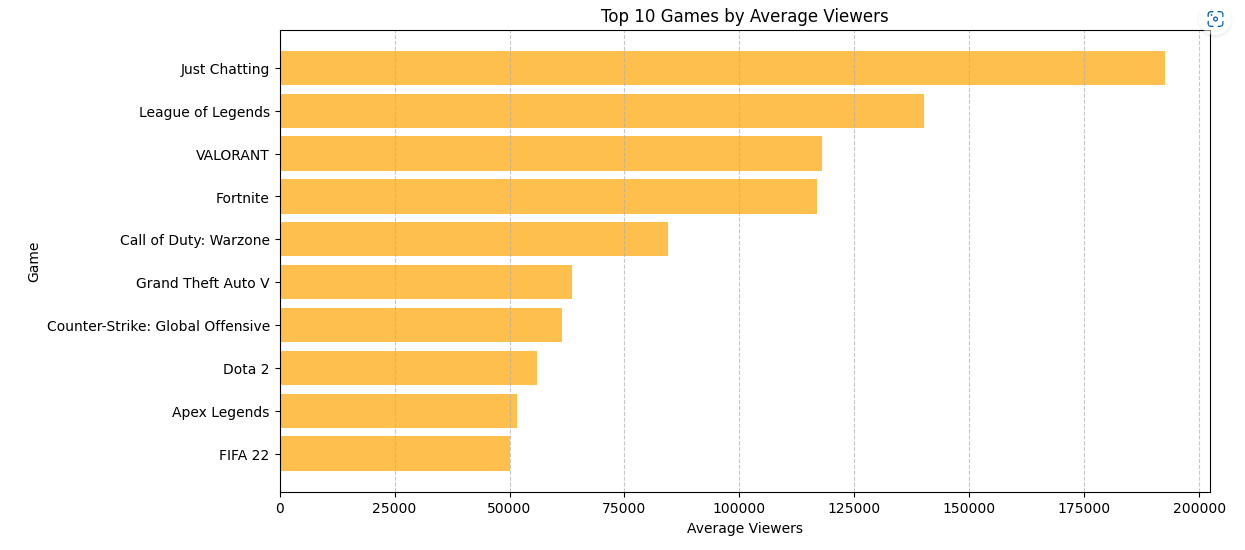 Top 10 Games by Average Viewers
Just Chatting
League of Legends
VALORANT
Fortnite
Call of Duty: Warzone
Grand Theft Auto V
Counter-Strike: Global Offensive
Dota 2
Apex Legends
FIFA 22
Game
0 25000 50000 75000 100000 125000 150000 175000 200000
Average Viewers